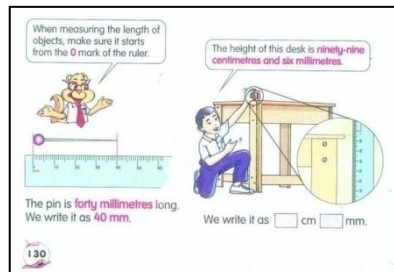 When measuring the length of
objects, make sure it starts
from the 0 mark of the ruler.
The height of this desk is ninety-nine
centimetres and six millimetres.
The pin is forty millimetres long.
We write it as 40 mm.
We write it as cm mm.
130